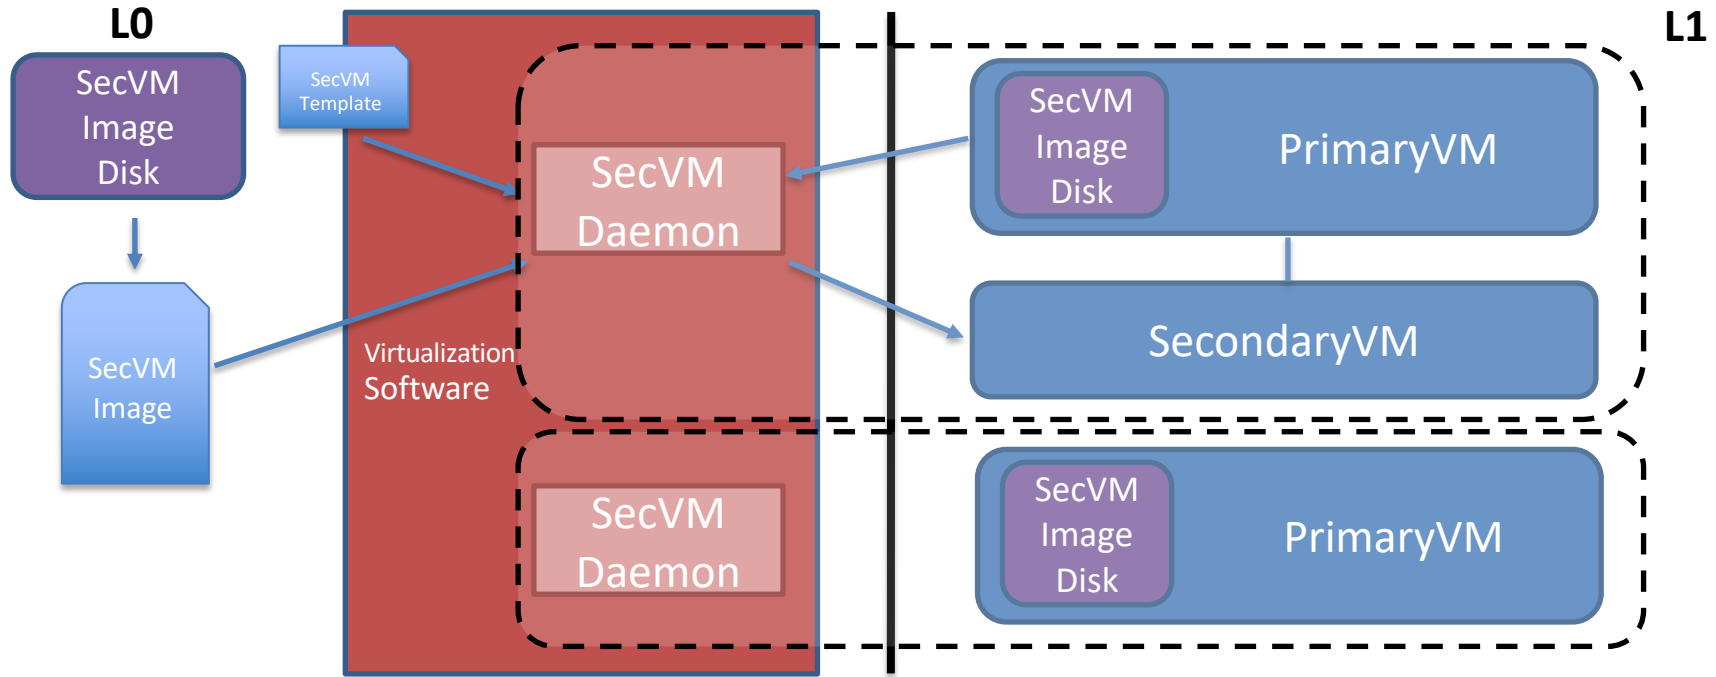 L0
L1
SecVM
Image
Disk
SecVM
Template
SecVM
Daemon
SecVM
Image
Disk
PrimaryVM
SecVM
Image
Virtualization
Software
SecondaryVM
SecVM
Daemon
SecVM
Image
Disk
PrimaryVM